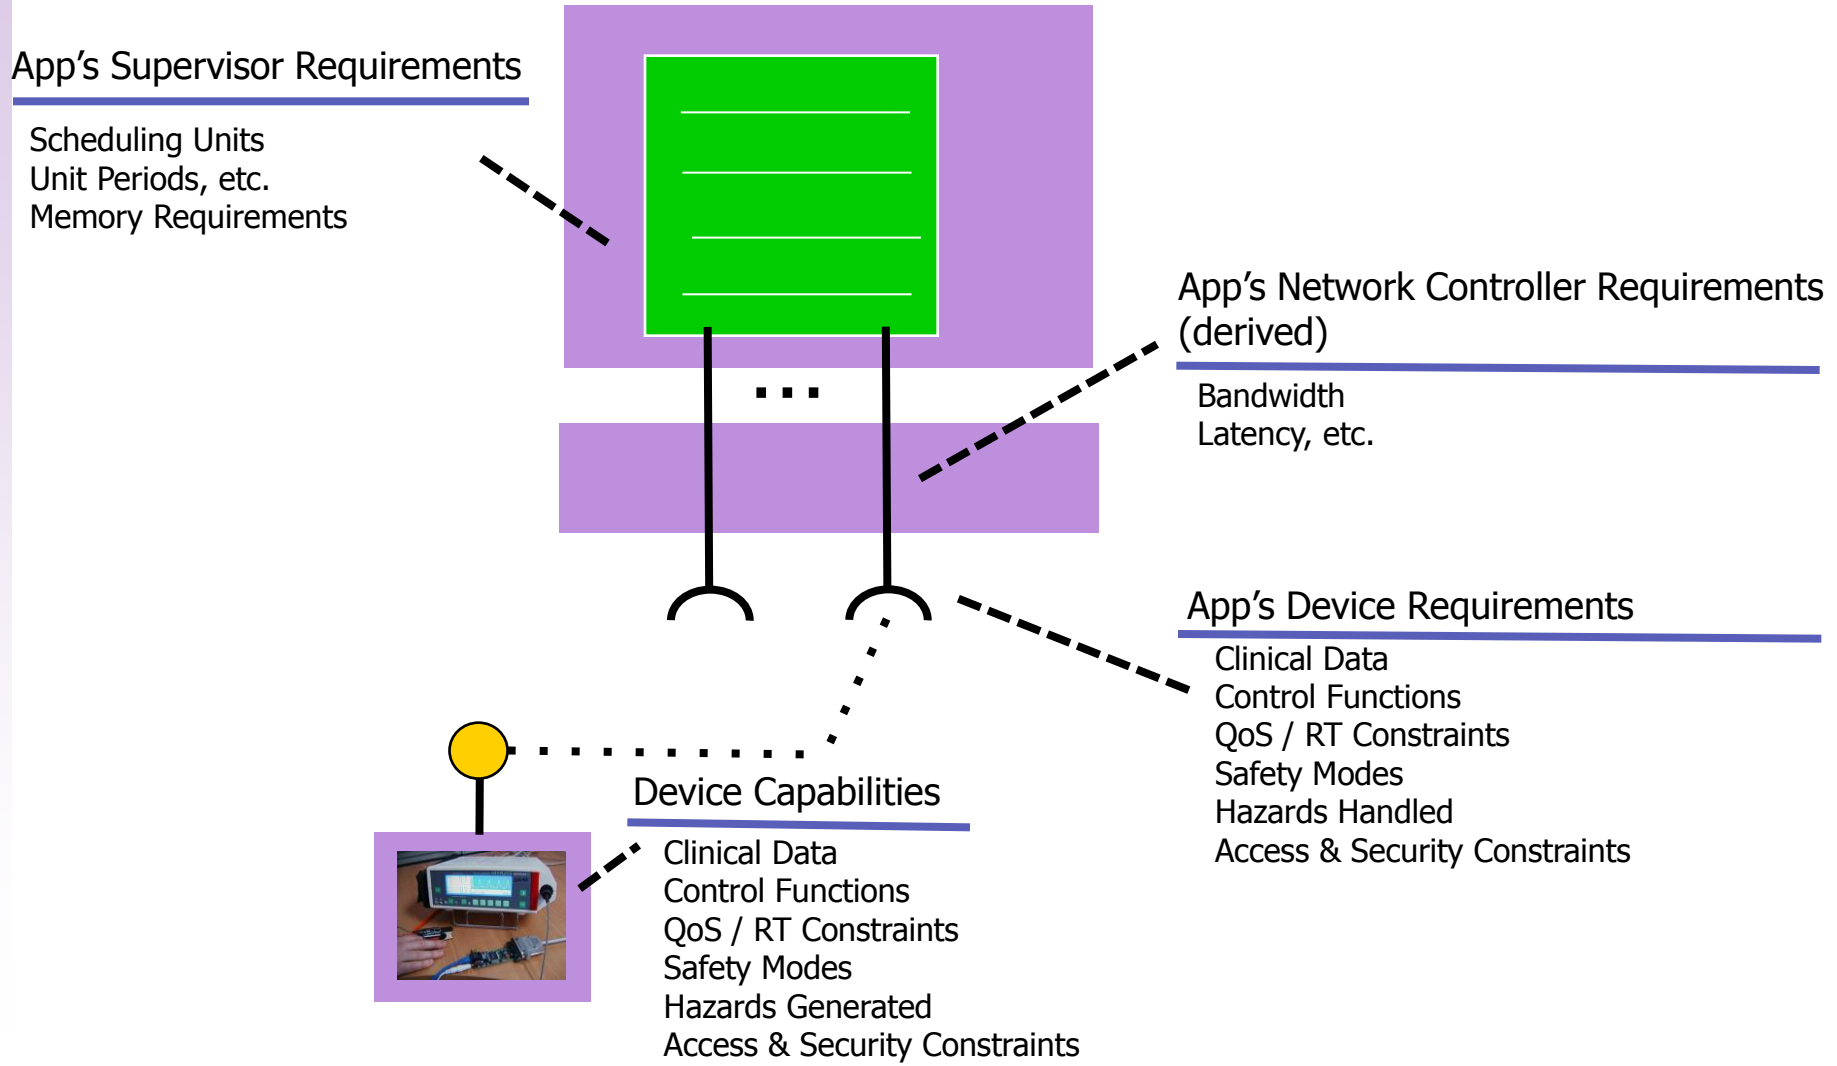 App’s Supervisor Requirements
Scheduling Units
Unit Periods, etc.
Memory Requirements
App’s Network Controller Requirements
(derived)
Bandwidth
Latency, etc.
App’s Device Requirements
Clinical Data
Control Functions
QoS / RT Constraints
Safety Modes
Hazards Handled
Access & Security Constraints
Device Capabilities
Clinical Data
Control Functions
QoS / RT Constraints
Safety Modes
Hazards Generated
Access & Security Constraints